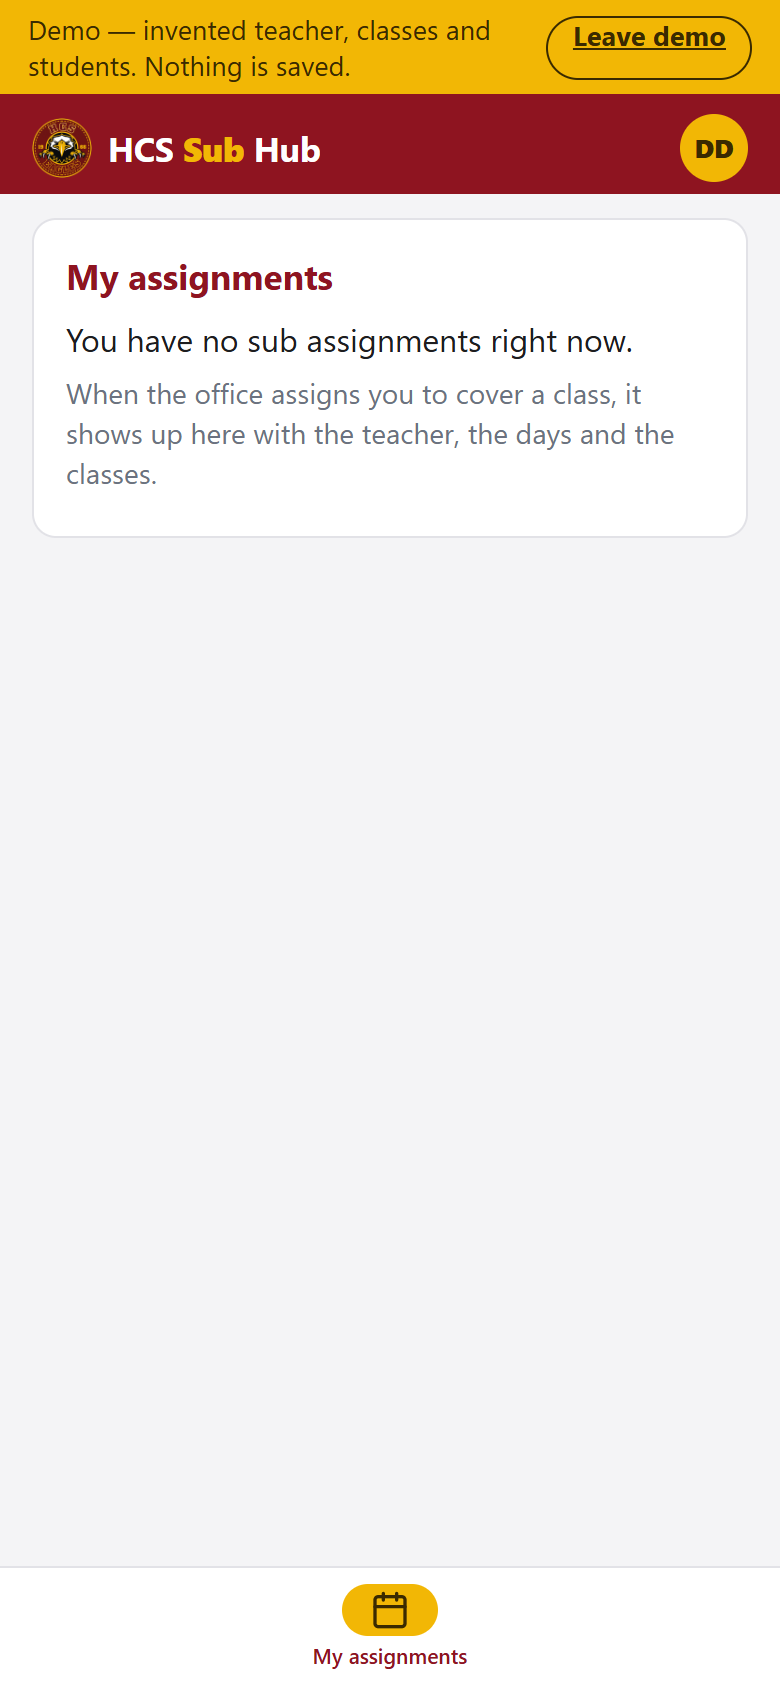 Demo — invented teacher, classes and
students. Nothing is saved.
Leave demo
HCS
HCS Sub Hub
DD
My assignments
You have no sub assignments right now.
When the office assigns you to cover a class, it
shows up here with the teacher, the days and the
classes.
My assignments